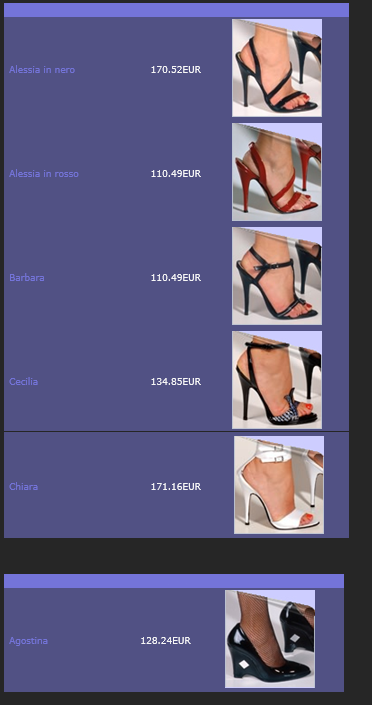 Alessia in nero 170.52EUR
Alessia in rosso 110.49EUR
Barbara 110.49EUR
Cecilia 134.85EUR
Chiara 171.16EUR
Agostina 128.24EUR